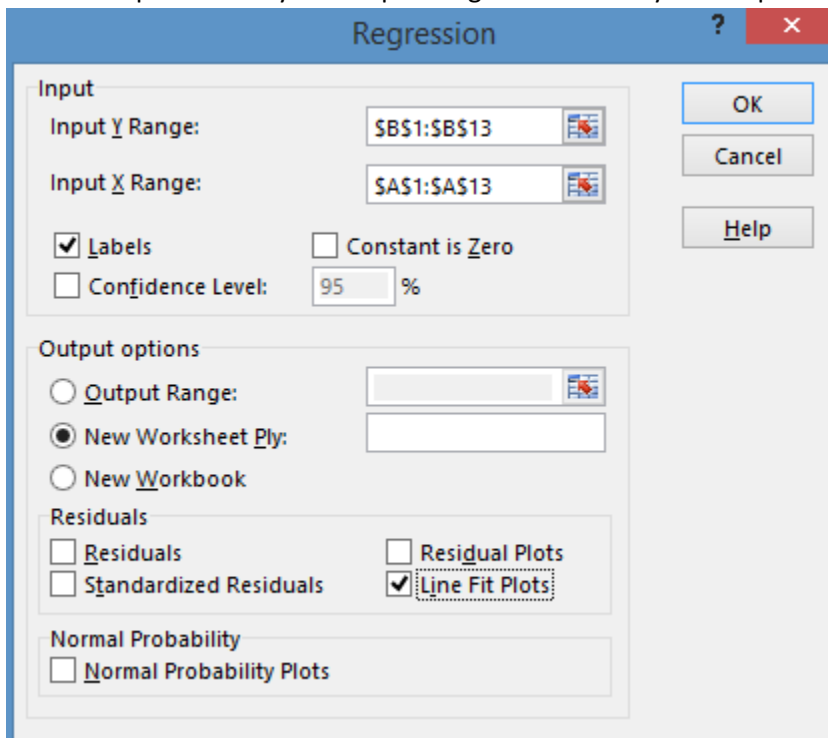 Regression
?
×
Input
Input Y Range:
$B$1:$B$13
Input X Range:
$A$1:$A$13
Labels
Constant is Zero
Confidence Level:
95
%
OK
Cancel
Help
Output options
Output Range:
New Worksheet Ply:
New Workbook
Residuals
Residuals
Residual Plots
Standardized Residuals
Line Fit Plots
Normal Probability
Normal Probability Plots